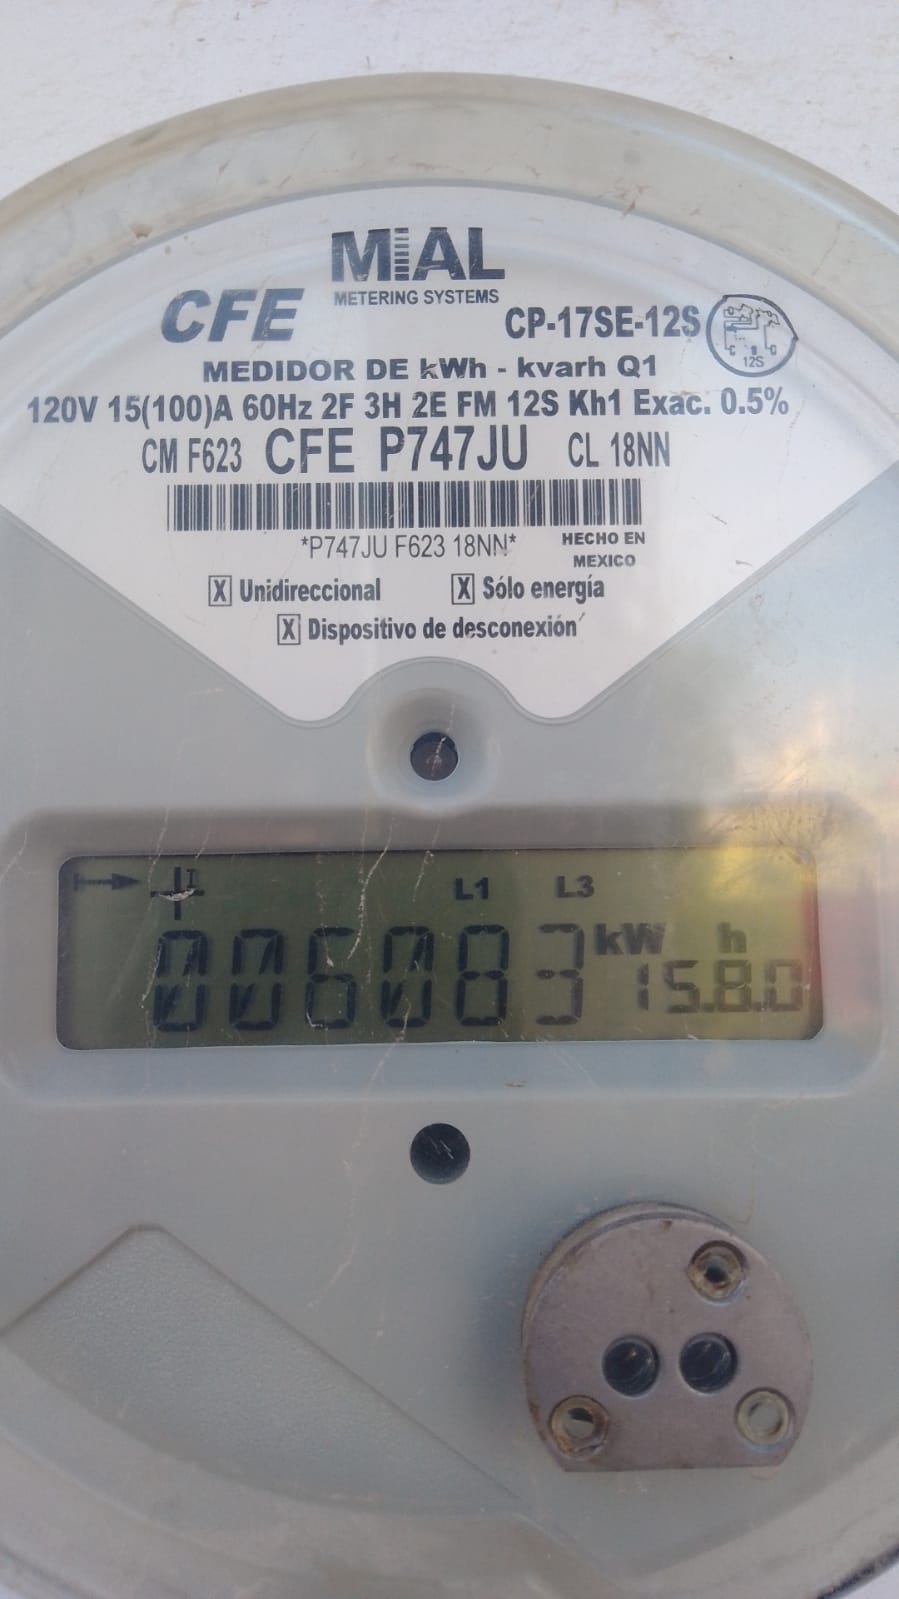 MIAL
METERING SYSTEMS
CFE
CP-17SE-12S
12S
MEDIDOR DE kWh - kvarh Q1
120V 15(100)A 60Hz 2F 3H 2E FM 12S Kh1 Exac. 0.5%
CM F623 CFE P747JU CL 18NN
*P747JU F623 18NN*
HECHO EN
MEXICO
X Unidireccional X Sólo energía
X Dispositivo de desconexión
L1 L3
006083 kW h 15.8.0